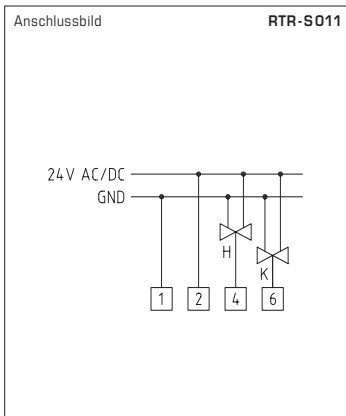 Anschlussbild RTR-S011
24V AC/DC
GND
H
K
1 2 4 6